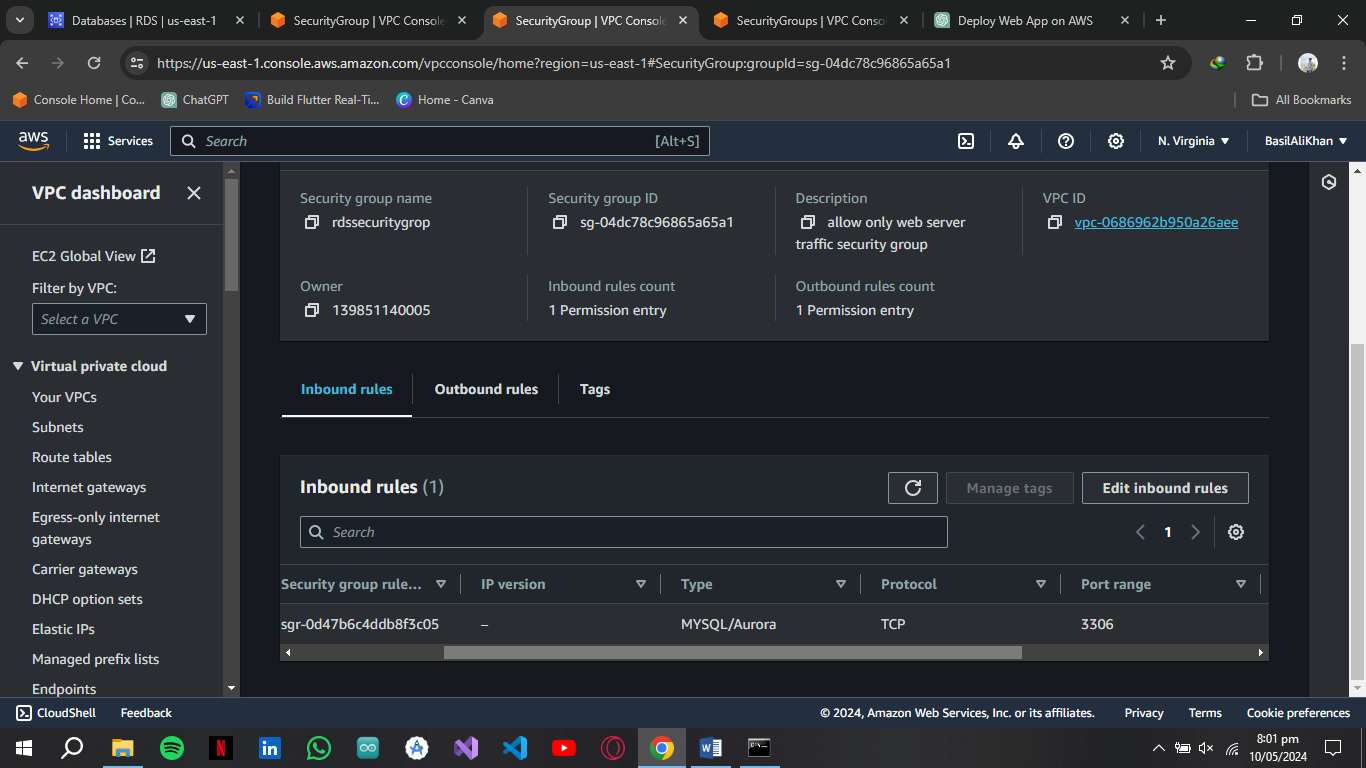 Databases | RDS | us-east-1
SecurityGroup | VPC Console
SecurityGroup | VPC Console
SecurityGroups | VPC Conso
Deploy Web App on AWS
https://us-east-1.console.aws.amazon.com/vpcconsole/home?region=us-east-1#SecurityGroup:groupId=sg-04dc78c96865a65a1
Console Home | Co...
ChatGPT
Build Flutter Real-Ti...
Home - Canva
All Bookmarks
aws
Services
Search
[Alt+S]
N. Virginia
BasilAliKhan
VPC dashboard
EC2 Global View
Filter by VPC:
Select a VPC
Virtual private cloud
Your VPCs
Subnets
Route tables
Internet gateways
Egress-only internet
gateways
Carrier gateways
DHCP option sets
Elastic IPs
Managed prefix lists
Endpoints
Security group name
rdssecuritygrop
Security group ID
sg-04dc78c96865a65a1
Description
allow only web server
traffic security group
VPC ID
vpc-0686962b950a26aee
Owner
139851140005
Inbound rules count
1 Permission entry
Outbound rules count
1 Permission entry
Inbound rules
Outbound rules
Tags
Inbound rules (1)
Manage tags
Edit inbound rules
Search
1
Security group rule...
IP version
Type
Protocol
Port range
sgr-0d47b6c4ddb8f3c05
–
MYSQL/Aurora
TCP
3306
CloudShell
Feedback
© 2024, Amazon Web Services, Inc. or its affiliates.
Privacy
Terms
Cookie preferences
8:01 pm
10/05/2024